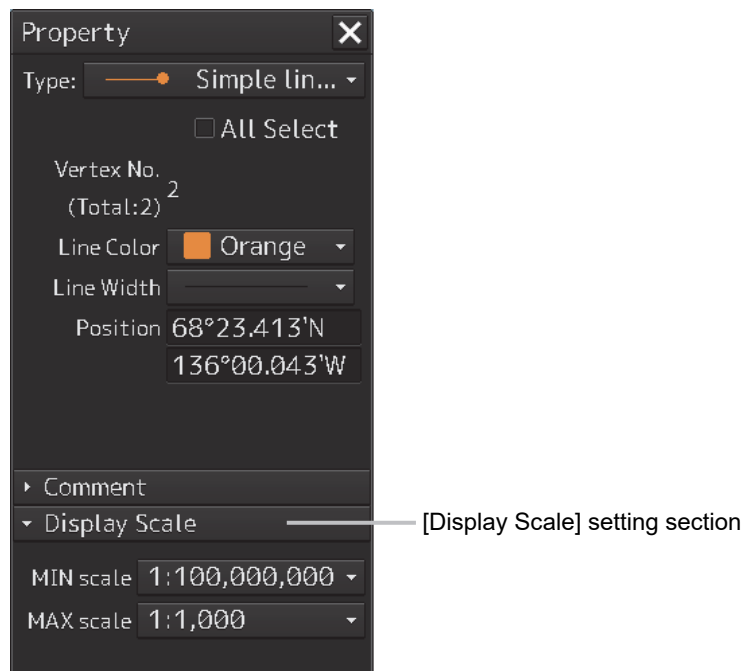 Property
Type: Simple lin...
All Select
Vertex No.
(Total:2) 2
Line Color Orange
Line Width
Position 68°23.413'N
136°00.043'W
Comment
Display Scale
[Display Scale] setting section
MIN scale 1:100,000,000
MAX scale 1:1,000